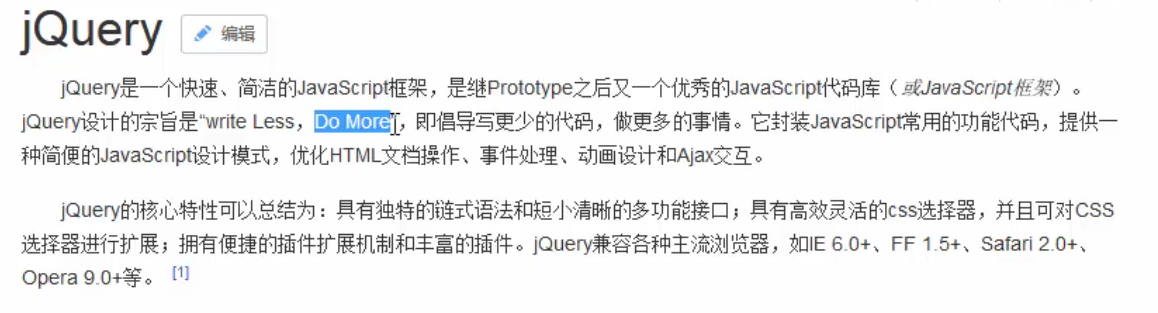 jQuery 编辑
jQuery是一个快速、简洁的JavaScript框架，是继Prototype之后又一个优秀的JavaScript代码库（或JavaScript框架）。
jQuery设计的宗旨是“write Less，Do More”，即倡导写更少的代码，做更多的事情。它封装JavaScript常用的功能代码，提供一
种简便的JavaScript设计模式，优化HTML文档操作、事件处理、动画设计和Ajax交互。
jQuery的核心特性可以总结为：具有独特的链式语法和短小清晰的多功能接口；具有高效灵活的css选择器，并且可对CSS
选择器进行扩展；拥有便捷的插件扩展机制和丰富的插件。jQuery兼容各种主流浏览器，如IE 6.0+、FF 1.5+、Safari 2.0+、
Opera 9.0+等。 [1]